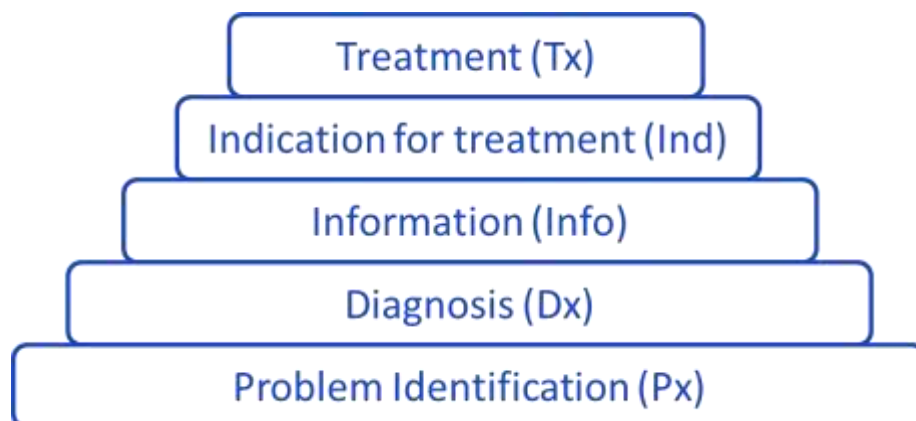 Treatment (Tx)
Indication for treatment (Ind)
Information (Info)
Diagnosis (Dx)
Problem Identification (Px)